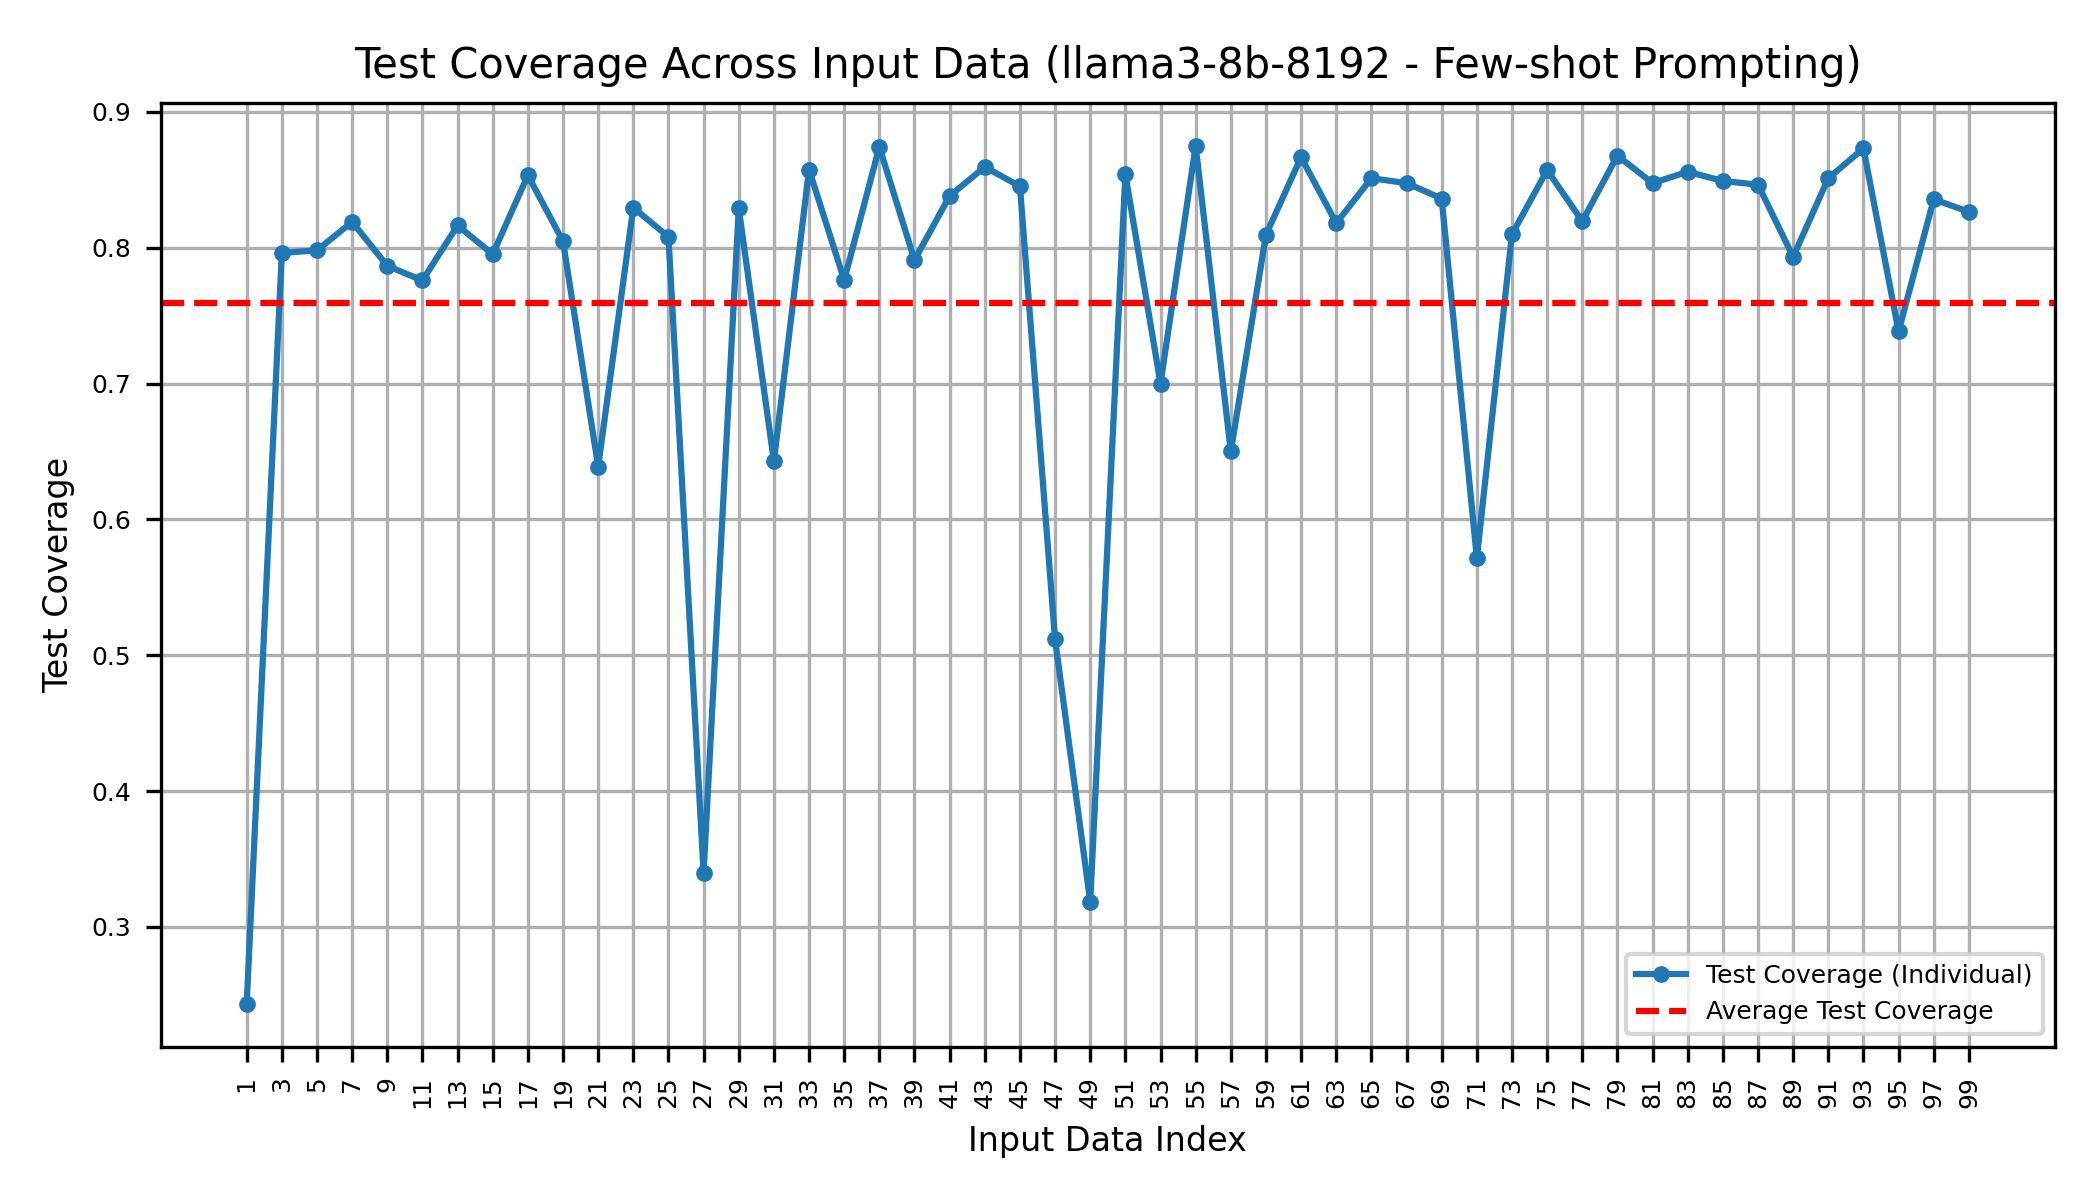 Test Coverage Across Input Data (llama3-8b-8192 - Few-shot Prompting)
0.9
0.8
0.7
0.6
0.5
0.4
0.3
Test Coverage
Test Coverage (Individual)
Average Test Coverage
1 3 5 7 9 11 13 15 17 19 21 23 25 27 29 31 33 35 37 39 41 43 45 47 49 51 53 55 57 59 61 63 65 67 69 71 73 75 77 79 81 83 85 87 89 91 93 95 97 99
Input Data Index